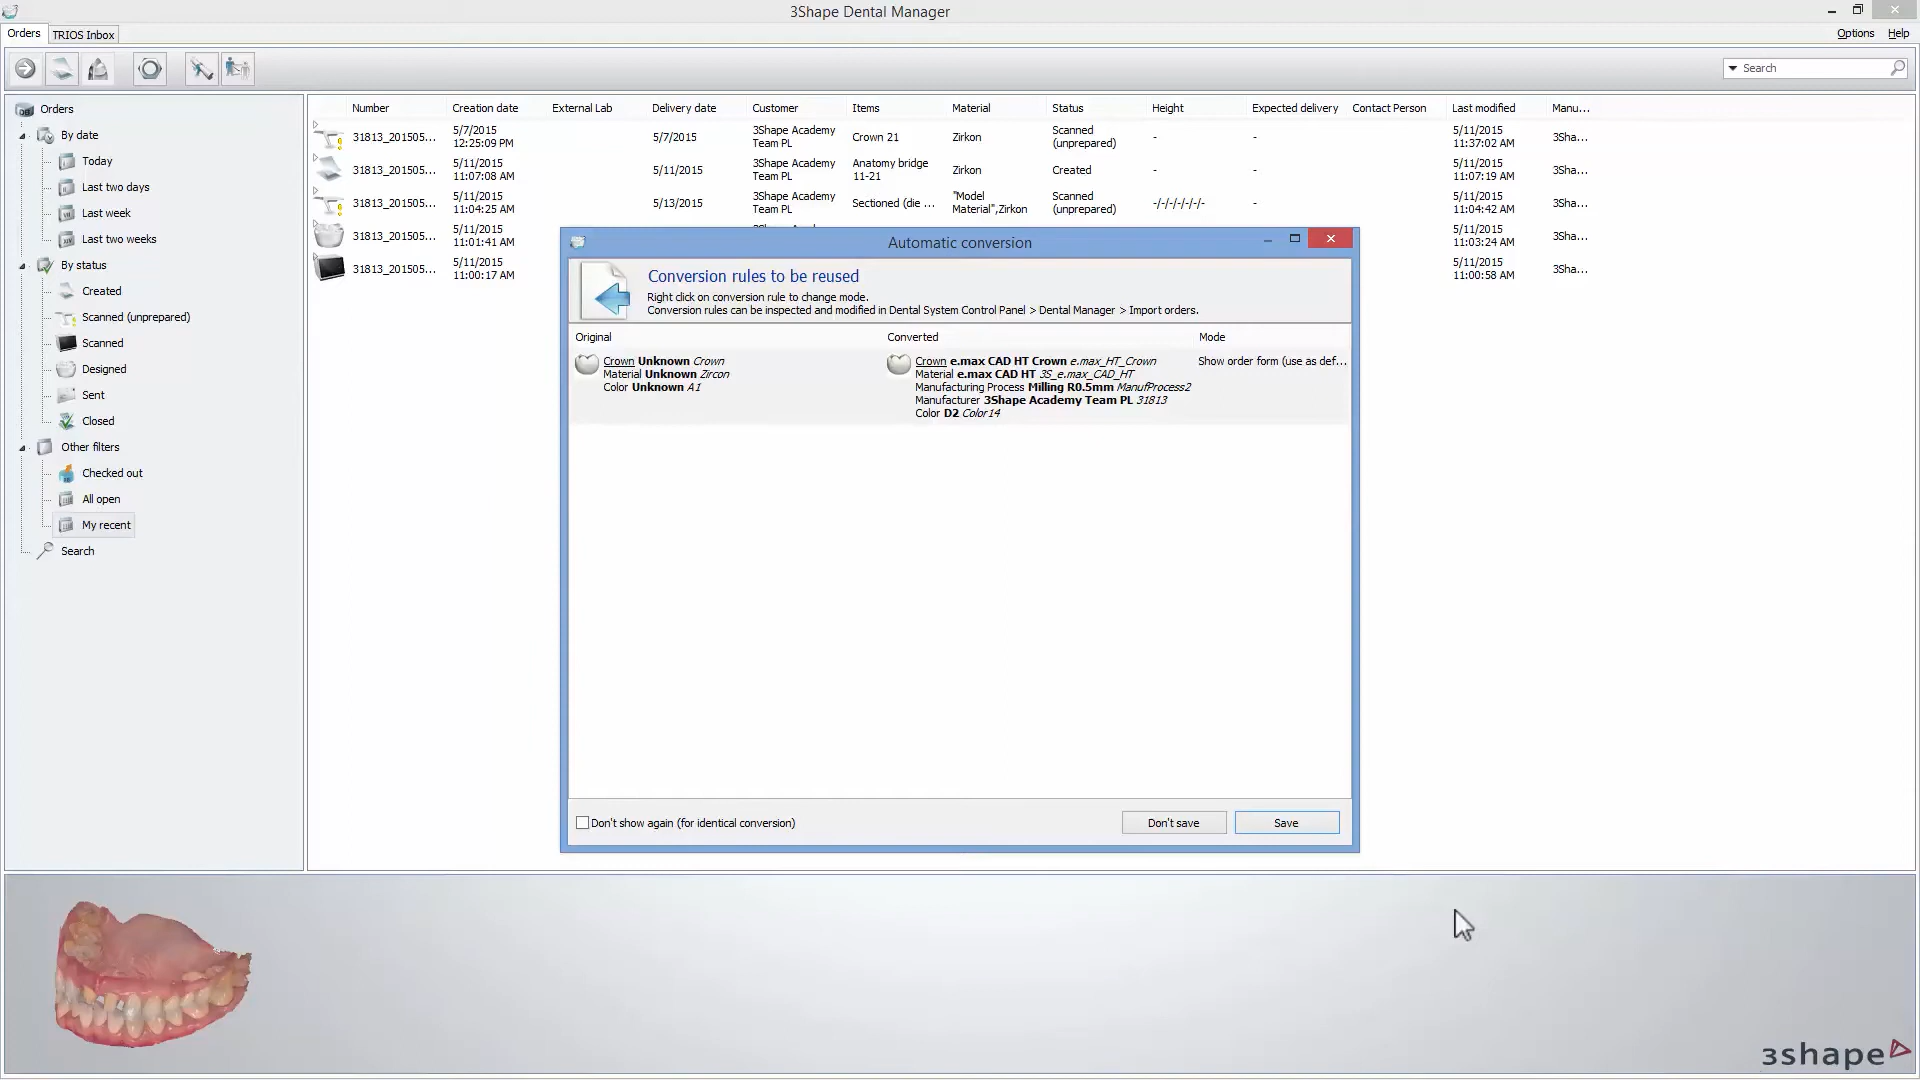 3Shape Dental Manager
Orders
TRIOS Inbox
Options
Help
Search
Orders
By date
Today
Last two days
Last week
Last two weeks
By status
Created
Scanned (unprepared)
Scanned
Designed
Sent
Closed
Other filters
Checked out
All open
My recent
Search
Number Creation date External Lab Delivery date Customer Items Material Status Height Expected delivery Contact Person Last modified Manu...
31813_201505... 5/7/2015 12:25:09 PM 5/7/2015 3Shape Academy Team PL Crown 21 Zirkon Scanned (unprepared) - - 5/11/2015 11:37:02 AM 3Sha...
31813_201505... 5/11/2015 11:07:08 AM 5/11/2015 3Shape Academy Team PL Anatomy bridge 11-21 Zirkon Created - - 5/11/2015 11:07:19 AM 3Sha...
31813_201505... 5/11/2015 11:04:25 AM 5/13/2015 3Shape Academy Team PL Sectioned (die ... "Model Material",Zirkon Scanned (unprepared) -/-/-/-/-/- - 5/11/2015 11:04:42 AM 3Sha...
31813_201505... 5/11/2015 11:01:41 AM 5/11/2015 11:03:24 AM 3Sha...
31813_201505... 5/11/2015 11:00:17 AM 5/11/2015 11:00:58 AM 3Sha...
Automatic conversion
Conversion rules to be reused
Right click on conversion rule to change mode.
Conversion rules can be inspected and modified in Dental System Control Panel > Dental Manager > Import orders.
Original Converted Mode
Crown Unknown Crown
Material Unknown Zircon
Color Unknown A1
Crown e.max CAD HT Crown e.max_HT_Crown
Material e.max CAD HT 3S_e.max_CAD_HT
Manufacturing Process Milling R0.5mm ManufProcess2
Manufacturer 3Shape Academy Team PL 31813
Color D2 Color14
Show order form (use as def...
Don't show again (for identical conversion)
Don't save
Save
3shape